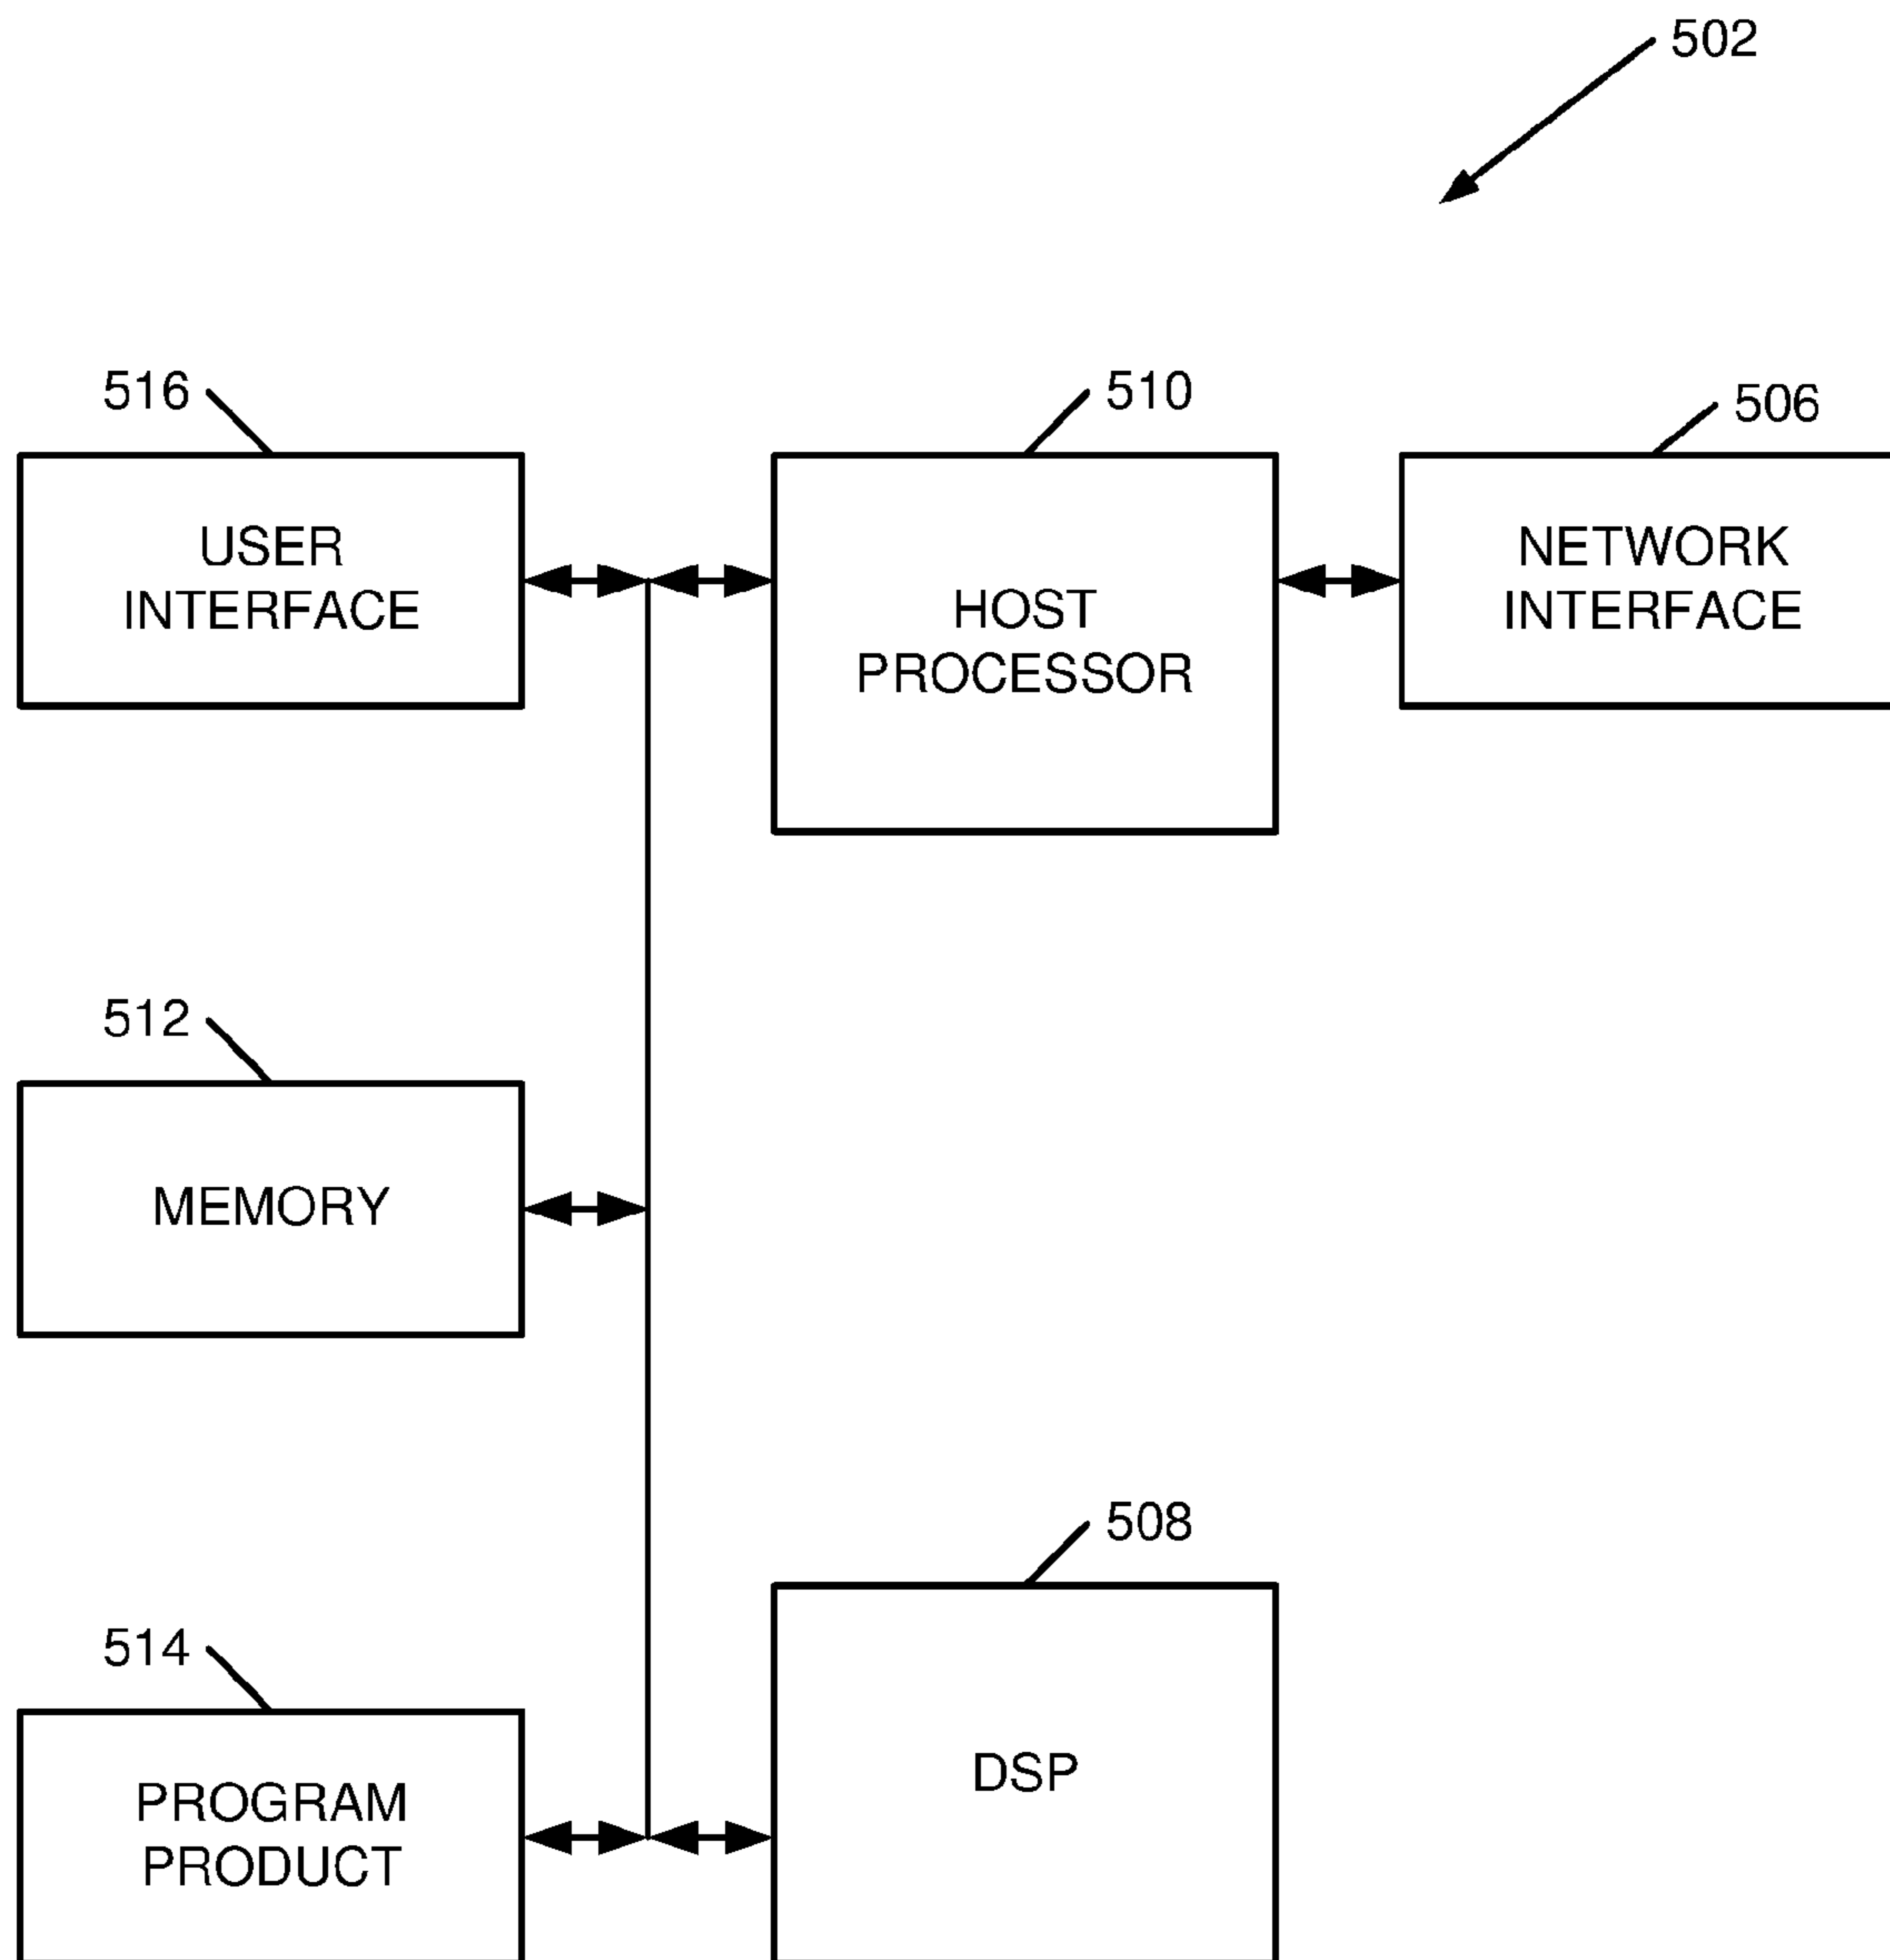 502
516
510
506
USER
INTERFACE
HOST
PROCESSOR
NETWORK
INTERFACE
512
MEMORY
508
514
DSP
PROGRAM
PRODUCT